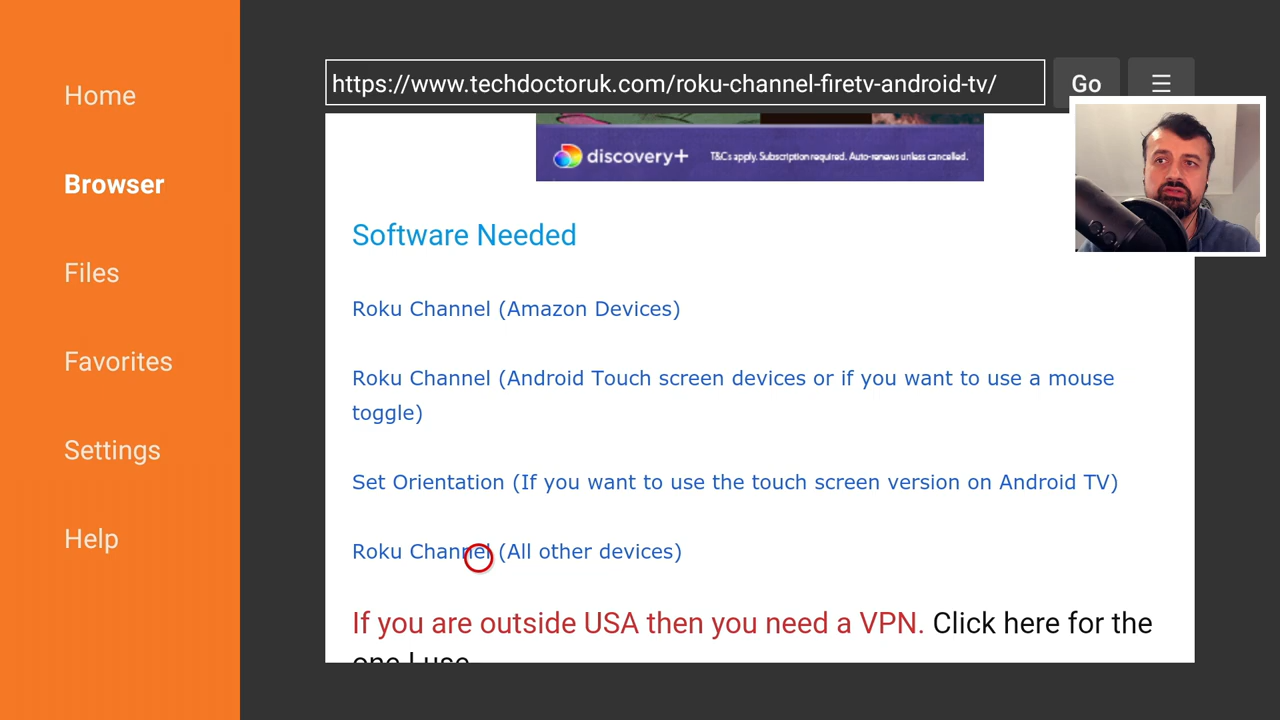 Home
Browser
Files
Favorites
Settings
Help
https://www.techdoctoruk.com/roku-channel-firetv-android-tv/
Go
discovery+
T&Cs apply. Subscription required. Auto-renews unless cancelled.
Software Needed
Roku Channel (Amazon Devices)
Roku Channel (Android Touch screen devices or if you want to use a mouse
toggle)
Set Orientation (If you want to use the touch screen version on Android TV)
Roku Channel (All other devices)
If you are outside USA then you need a VPN. Click here for the
one I use